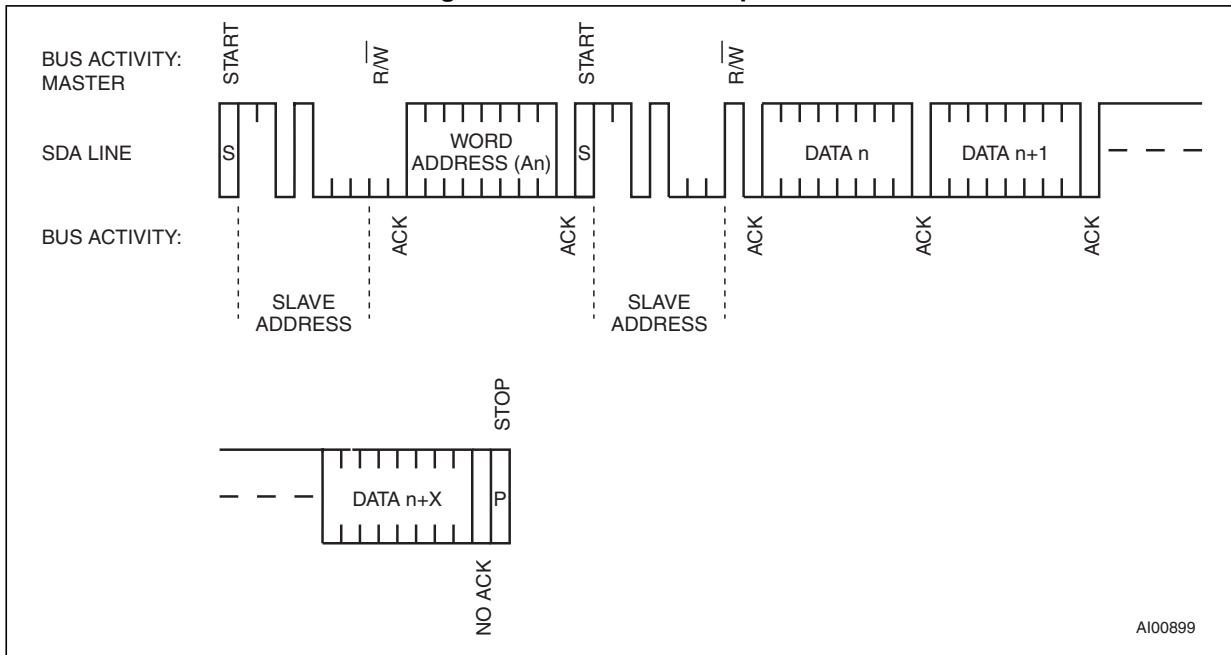 BUS ACTIVITY:
MASTER
START
R/W
START
R/W
SDA LINE
S
WORD
ADDRESS (An)
S
DATA n
DATA n+1
BUS ACTIVITY:
ACK
ACK
ACK
ACK
ACK
SLAVE
ADDRESS
SLAVE
ADDRESS
STOP
DATA n+X
P
NO ACK
AI00899